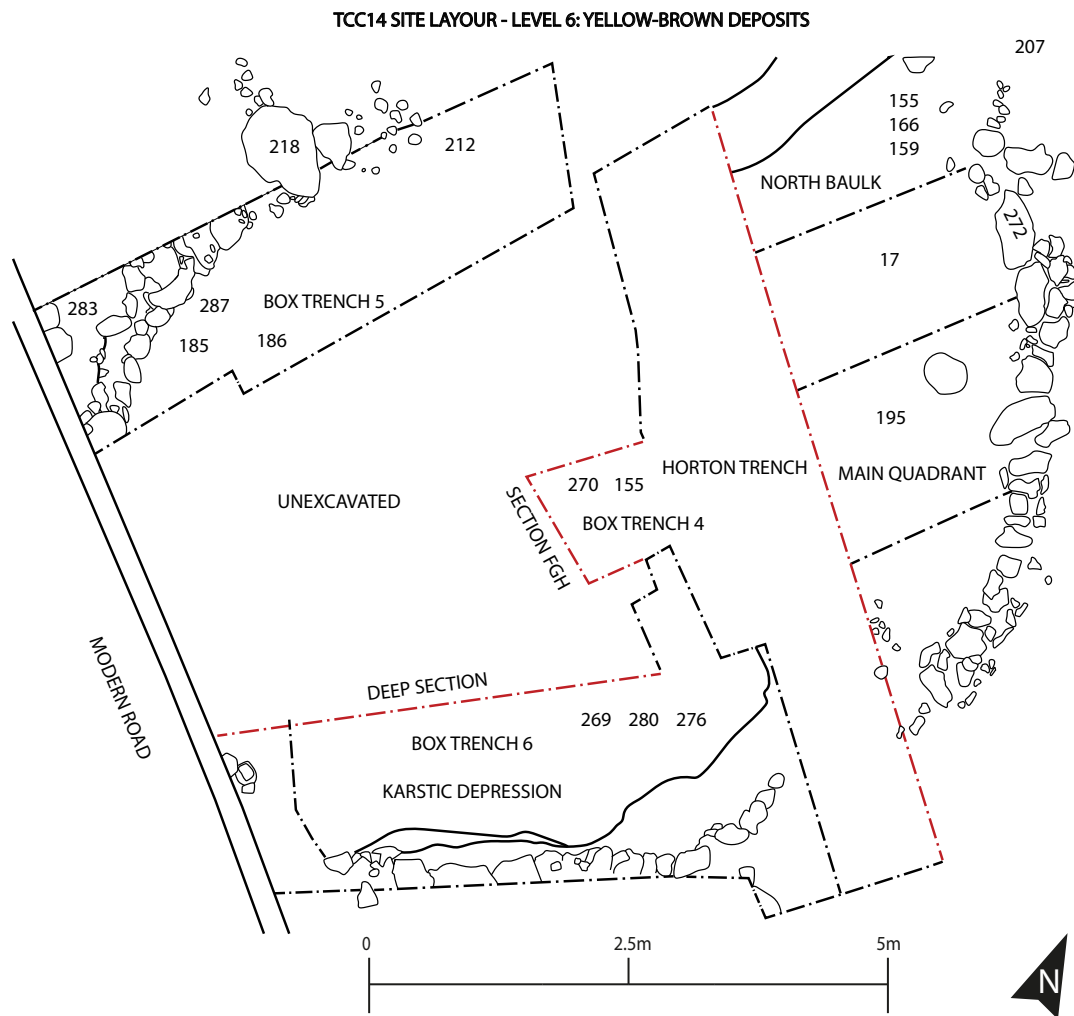 TCC14 SITE LAYOUR - LEVEL 6: YELLOW-BROWN DEPOSITS
207
155
166
159
218
212
NORTH BAULK
272
17
283
287
BOX TRENCH 5
185
186
195
HORTON TRENCH
MAIN QUADRANT
270 155
UNEXCAVATED
BOX TRENCH 4
SECTION FGH
MODERN ROAD
DEEP SECTION
269 280 276
BOX TRENCH 6
KARSTIC DEPRESSION
0 2.5m 5m
N